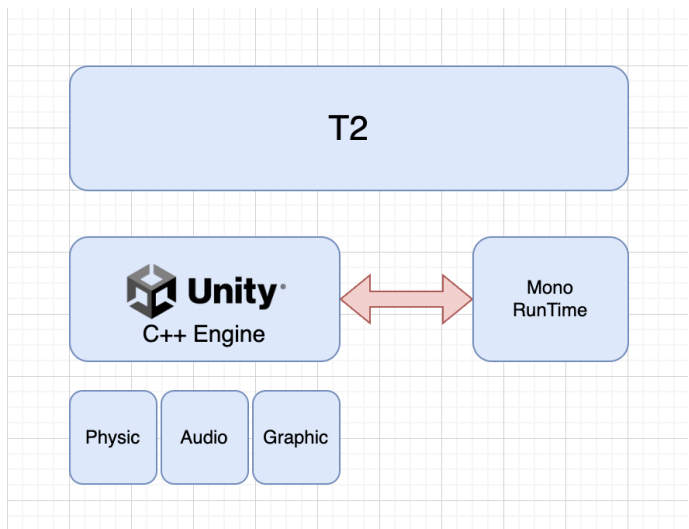 T2
Unity®
C++ Engine
Mono
RunTime
Physic
Audio
Graphic